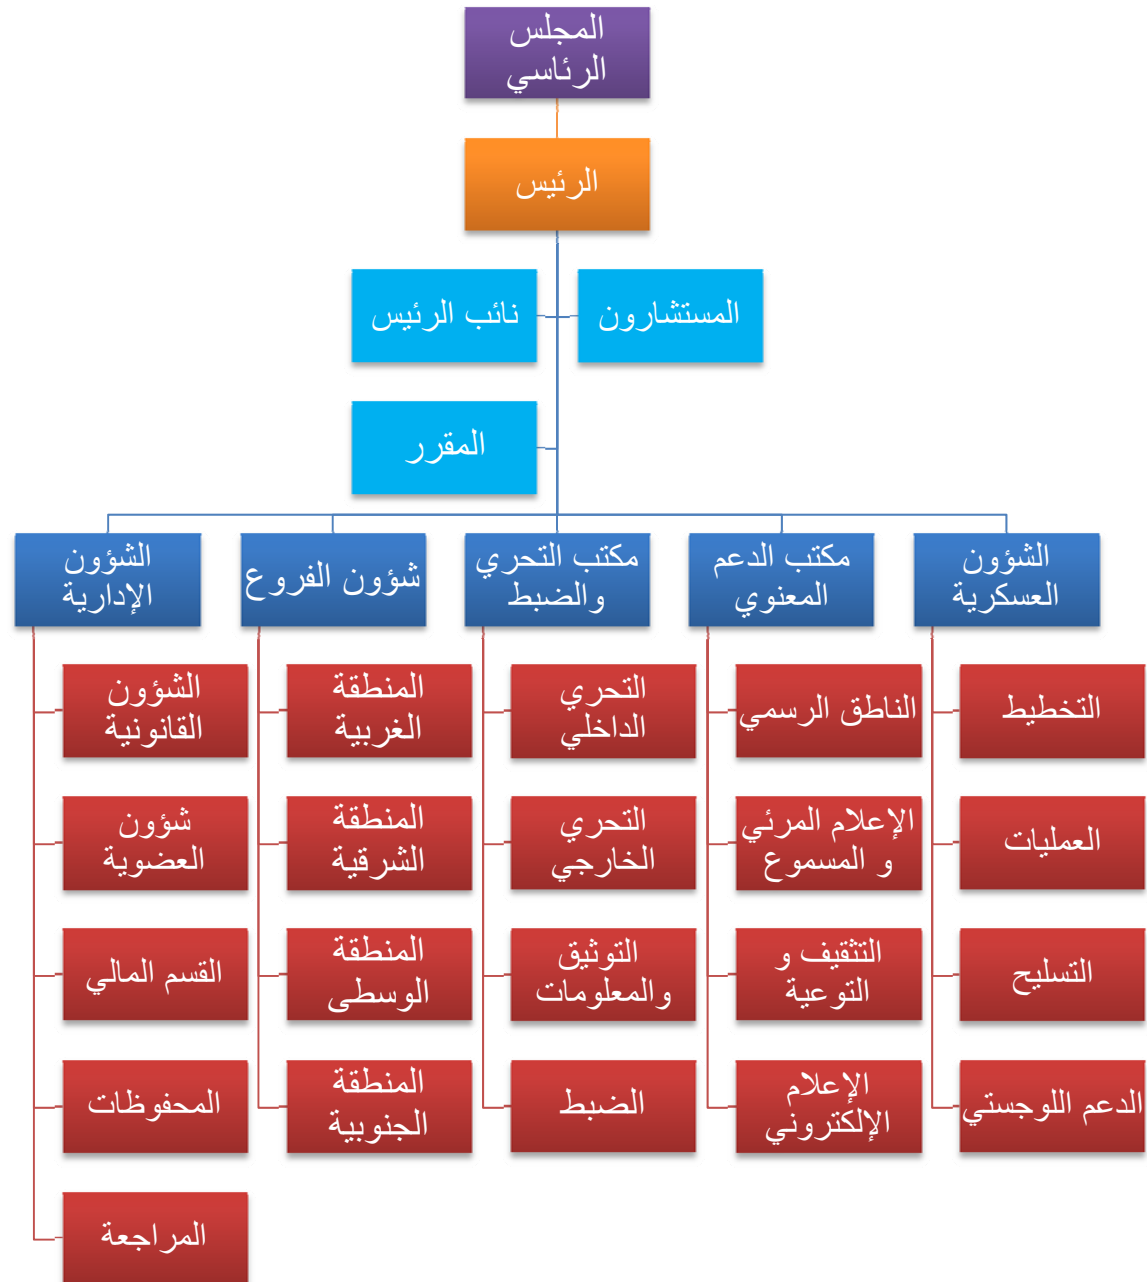 المجلس
الرئاسي
الرئيس
المستشارون
نائب الرئيس
المقرر
الشؤون
العسكرية
مكتب الدعم
المعنوي
مكتب التحري
والضبط
شؤون الفروع
الشؤون
الإدارية
التخطيط
العمليات
التسليح
الدعم اللوجستي
الناطق الرسمي
الإعلام المرئي
و المسموع
التثقيف و
التوعية
الإعلام
الإلكتروني
التحري
الداخلي
التحري
الخارجي
التوثيق
والمعلومات
الضبط
المنطقة
الغربية
المنطقة
الشرقية
المنطقة
الوسطى
المنطقة
الجنوبية
الشؤون
القانونية
شؤون
العضوية
القسم المالي
المحفوظات
المراجعة